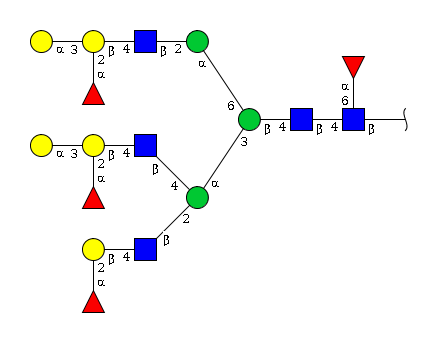 α 3 β 4 β 2
2 α
α
α 6
6
β 4 β 4 β
3
α 3 β 4
2 β
α
4 α
2
β
β 4
2
α